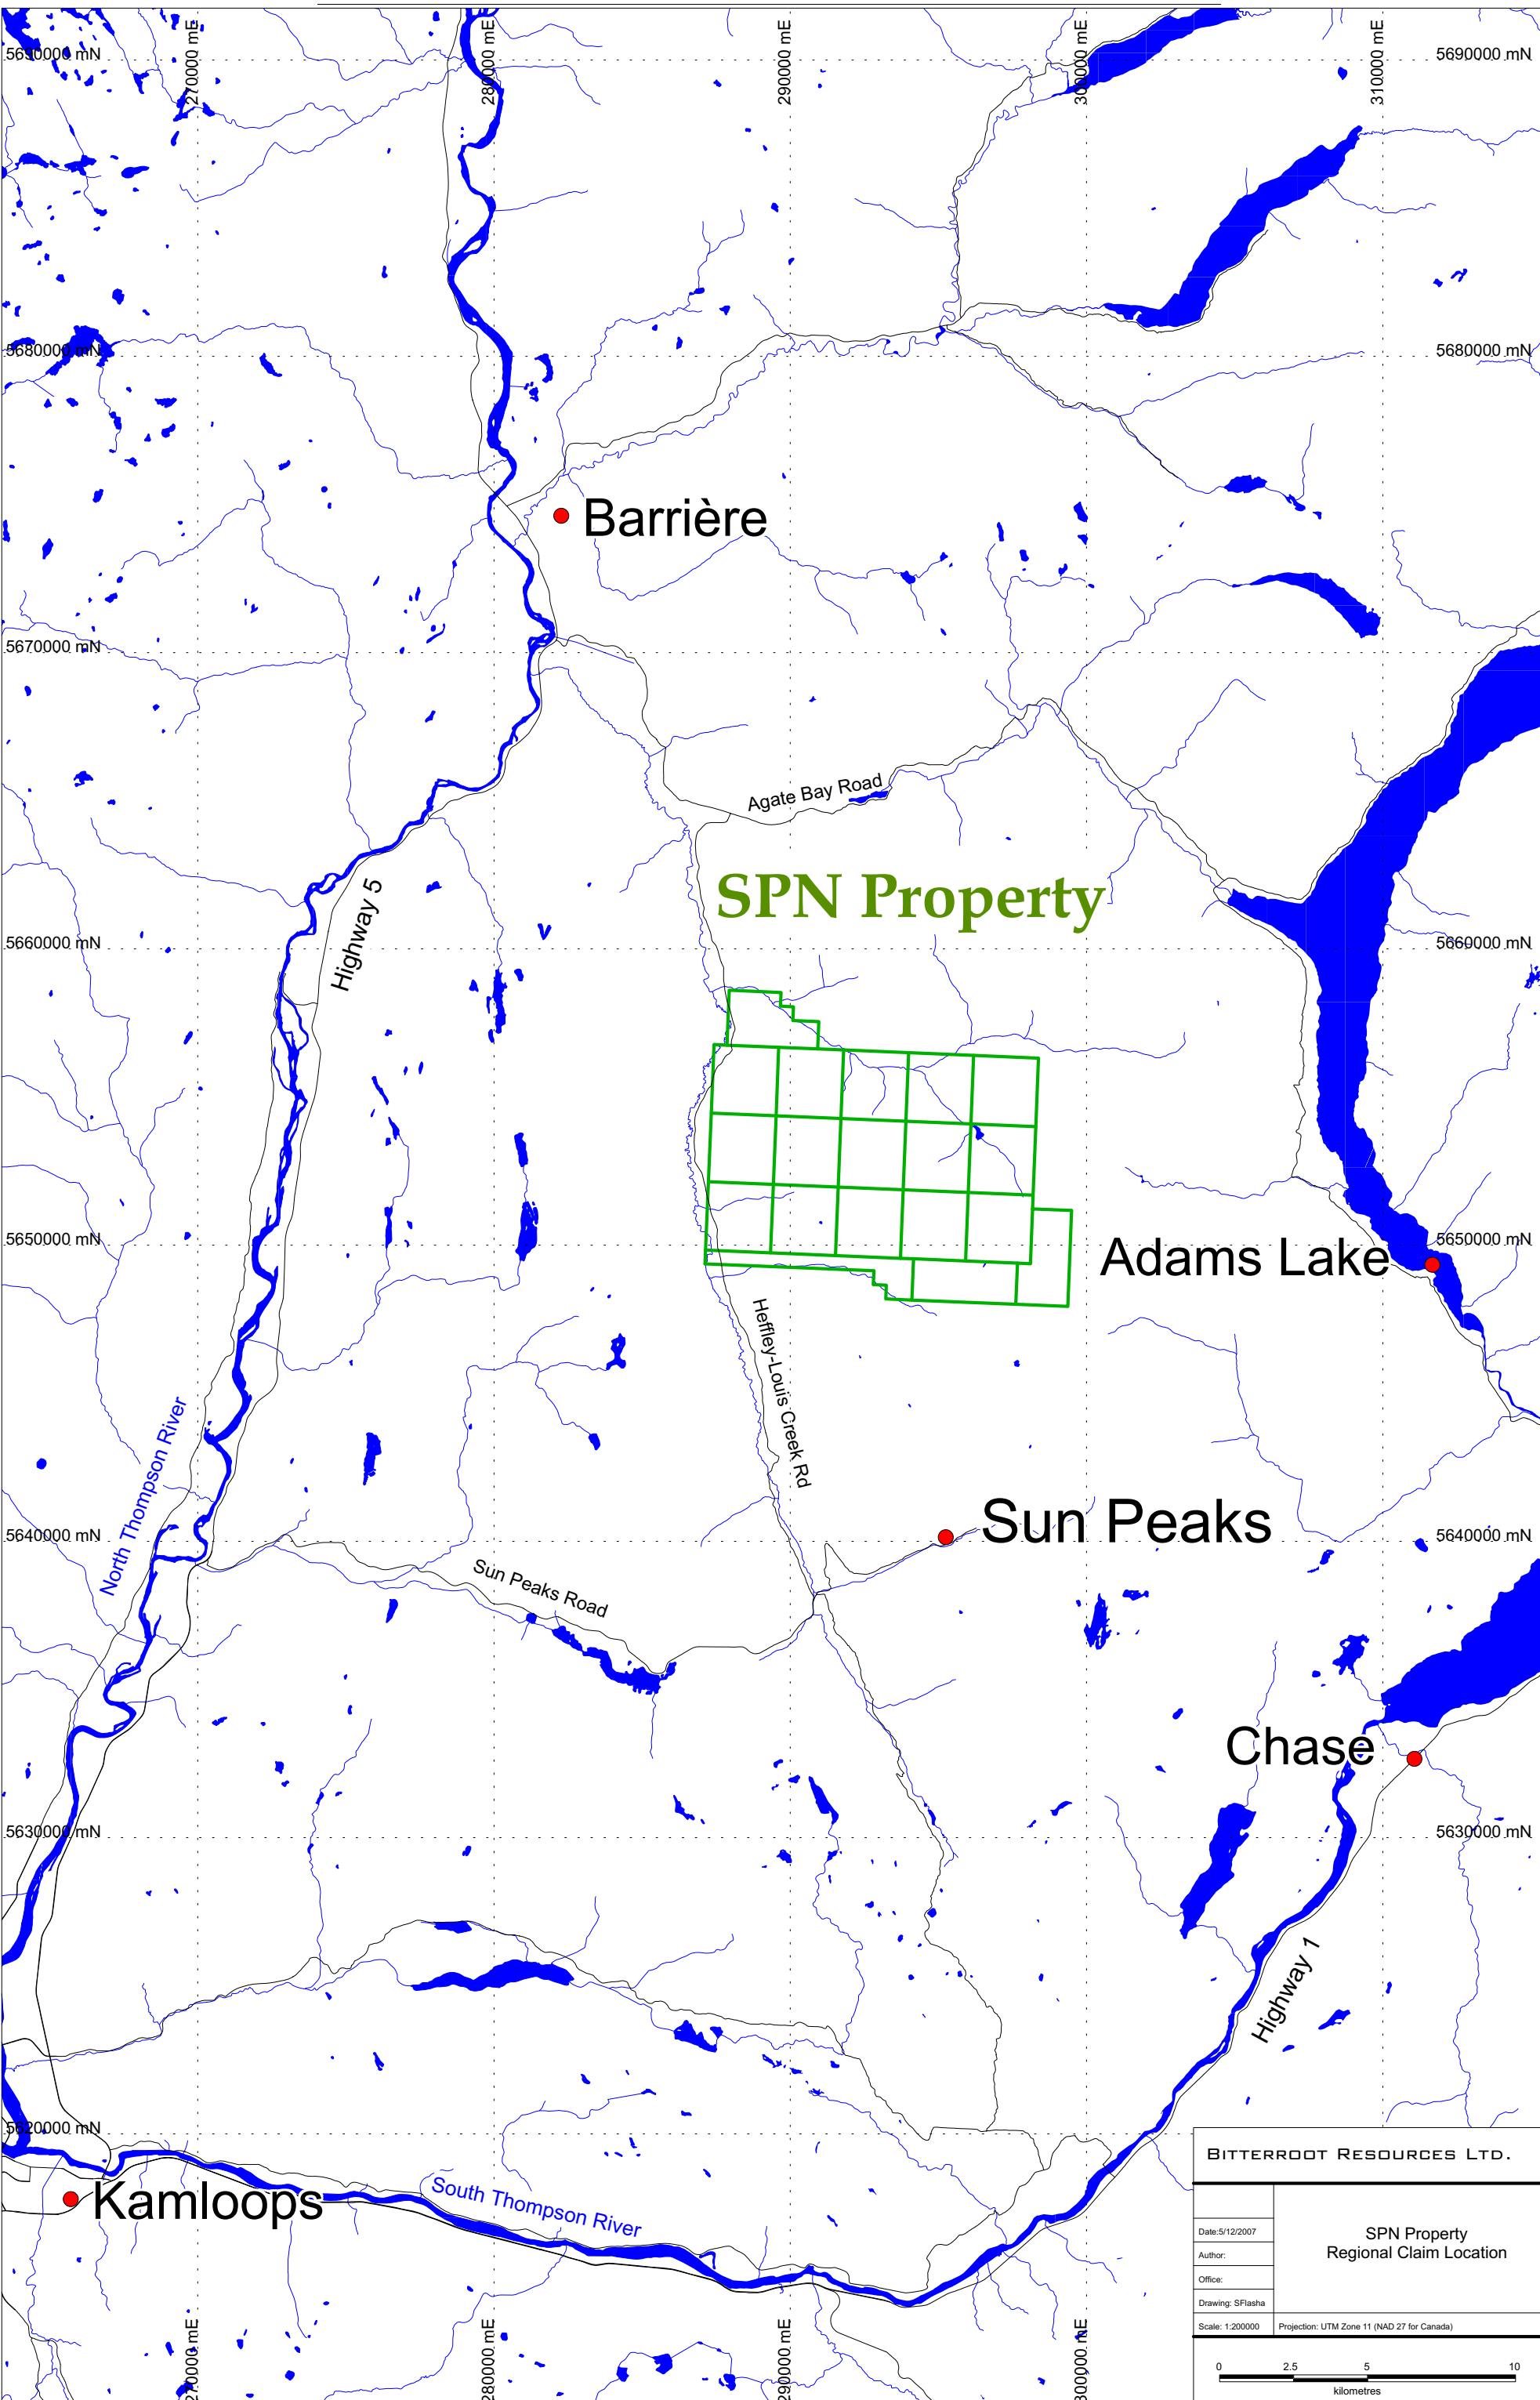 270000 mE
280000 mE
290000 mE
300000 mE
310000 mE
5690000 mN
5690000 mN
5680000 mN
5680000 mN
Barrière
5670000 mN
Agate Bay Road
SPN Property
Highway 5
5660000 mN
5660000 mN
5650000 mN
5650000 mN
Adams Lake
Heffley-Louis Creek Rd
North Thompson River
Sun Peaks
5640000 mN
5640000 mN
Sun Peaks Road
Chase
5630000 mN
5630000 mN
Highway 1
5620000 mN
Kamloops
South Thompson River
270000 mE
280000 mE
290000 mE
300000 mE
BITTERROOT RESOURCES LTD.
Date:5/12/2007
Author:
Office:
Drawing: SFlasha
SPN Property
Regional Claim Location
Scale: 1:200000
Projection: UTM Zone 11 (NAD 27 for Canada)
0 2.5 5 10
kilometres